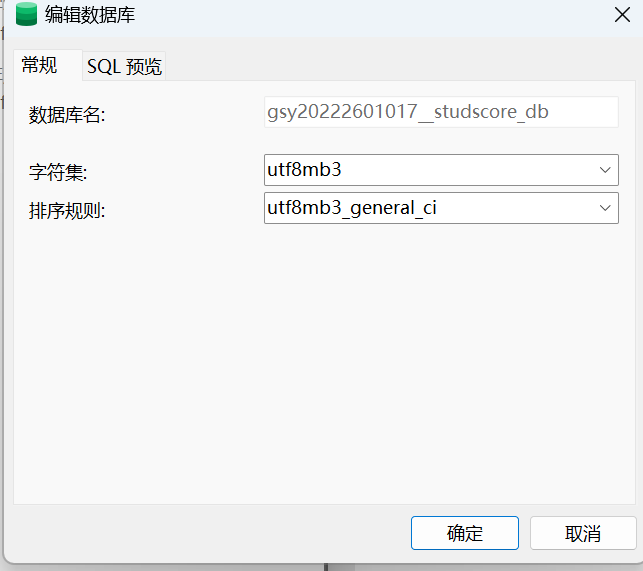 编辑数据库
常规
SQL 预览
数据库名:
gsy20222601017__studscore_db
字符集:
utf8mb3
排序规则:
utf8mb3_general_ci
确定
取消